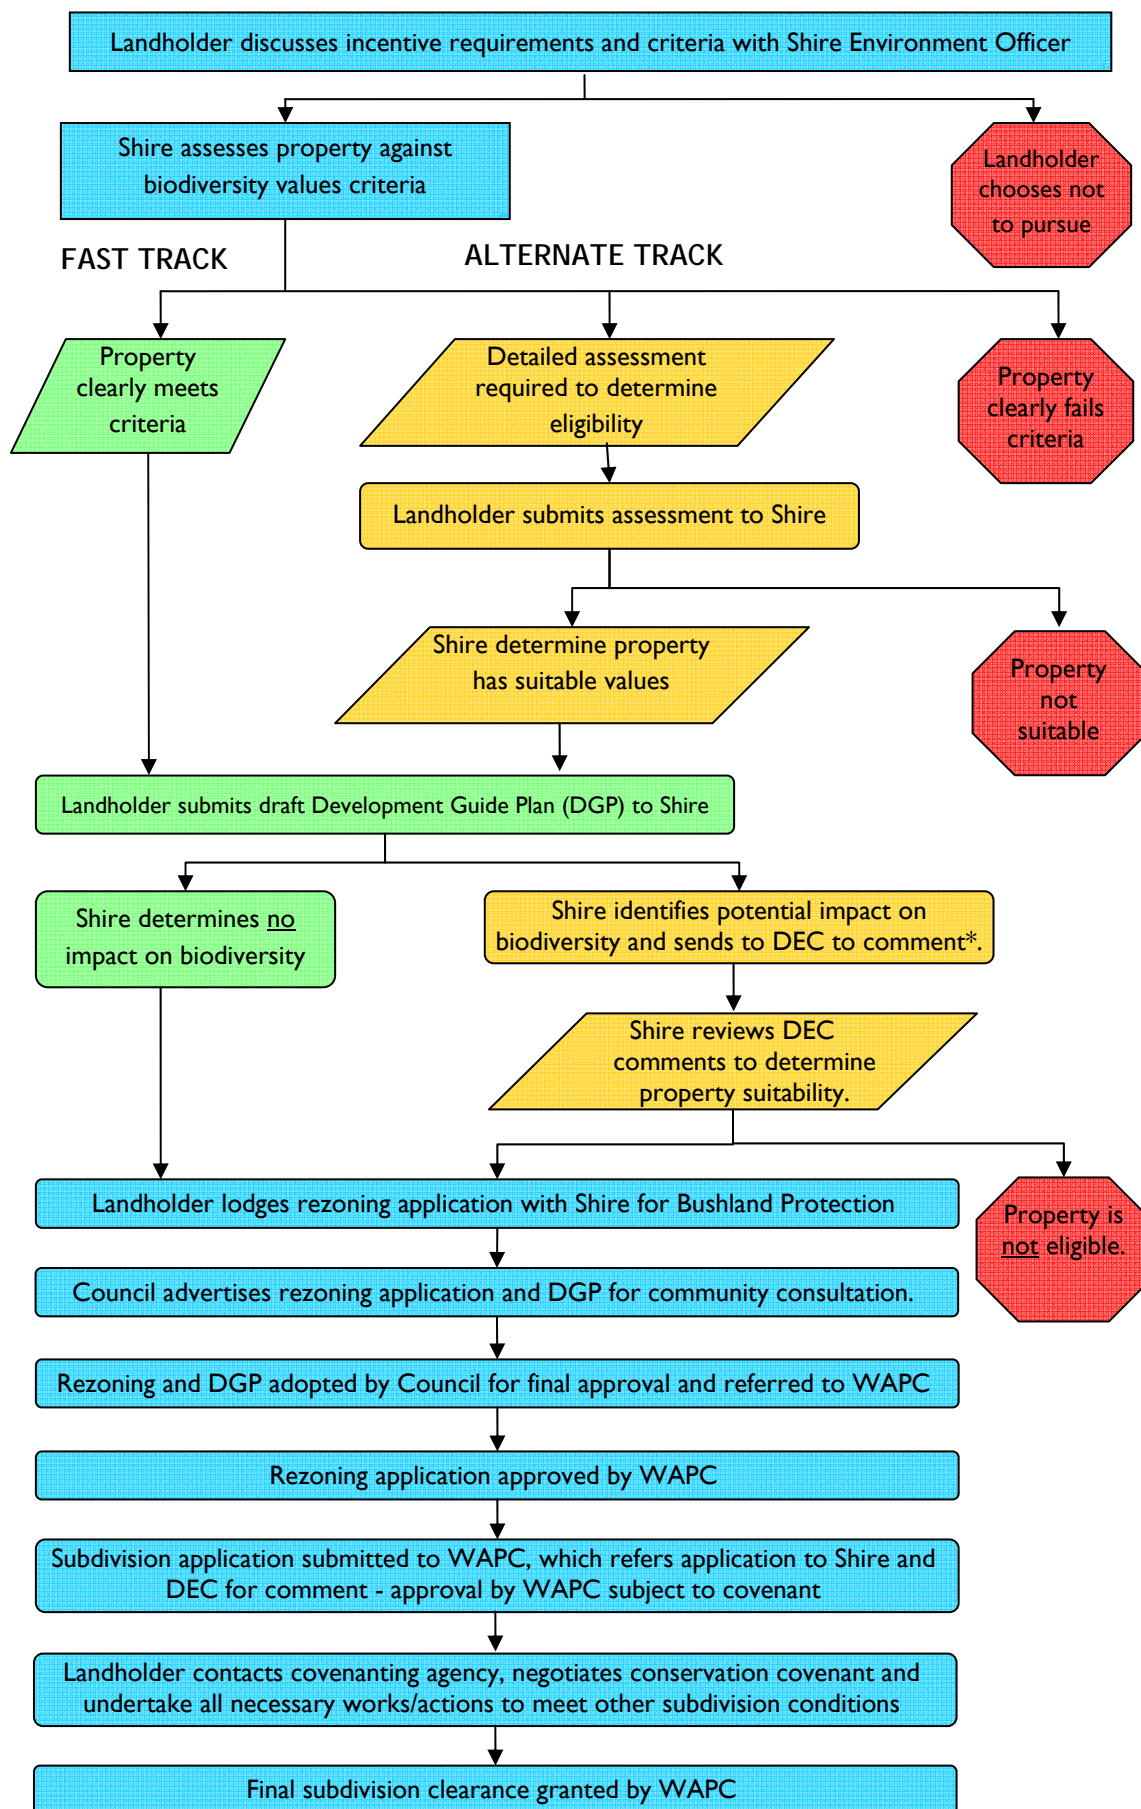 Landholder discusses incentive requirements and criteria with Shire Environment Officer
Shire assesses property against
biodiversity values criteria
Landholder
chooses not
to pursue
FAST TRACK
ALTERNATE TRACK
Property
clearly meets
criteria
Detailed assessment
required to determine
eligibility
Property
clearly fails
criteria
Landholder submits assessment to Shire
Shire determine property
has suitable values
Property
not
suitable
Landholder submits draft Development Guide Plan (DGP) to Shire
Shire determines no
impact on biodiversity
Shire identifies potential impact on
biodiversity and sends to DEC to comment*.
Shire reviews DEC
comments to determine
property suitability.
Landholder lodges rezoning application with Shire for Bushland Protection
Property is
not eligible.
Council advertises rezoning application and DGP for community consultation.
Rezoning and DGP adopted by Council for final approval and referred to WAPC
Rezoning application approved by WAPC
Subdivision application submitted to WAPC, which refers application to Shire and
DEC for comment - approval by WAPC subject to covenant
Landholder contacts covenanting agency, negotiates conservation covenant and
undertake all necessary works/actions to meet other subdivision conditions
Final subdivision clearance granted by WAPC